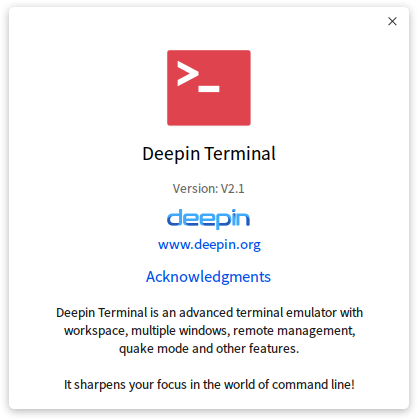 Deepin Terminal
Version: V2.1
deepin
www.deepin.org
Acknowledgments
Deepin Terminal is an advanced terminal emulator with
workspace, multiple windows, remote management,
quake mode and other features.
It sharpens your focus in the world of command line!